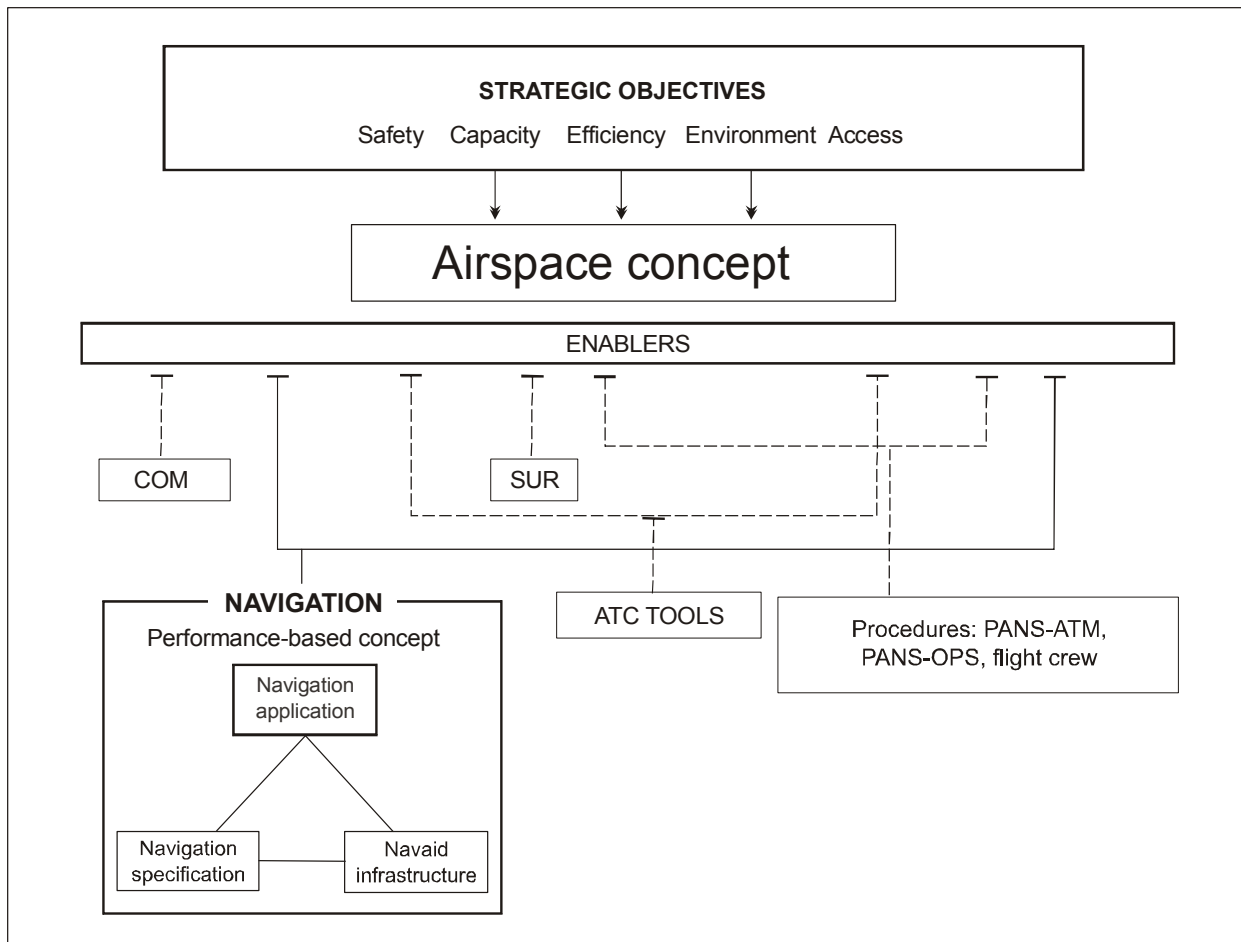 STRATEGIC OBJECTIVES
Safety Capacity Efficiency Environment Access
Airspace concept
ENABLERS
COM
SUR
NAVIGATION
Performance-based concept
Navigation
application
Navigation
specification
Navaid
infrastructure
ATC TOOLS
Procedures: PANS-ATM,
PANS-OPS, flight crew